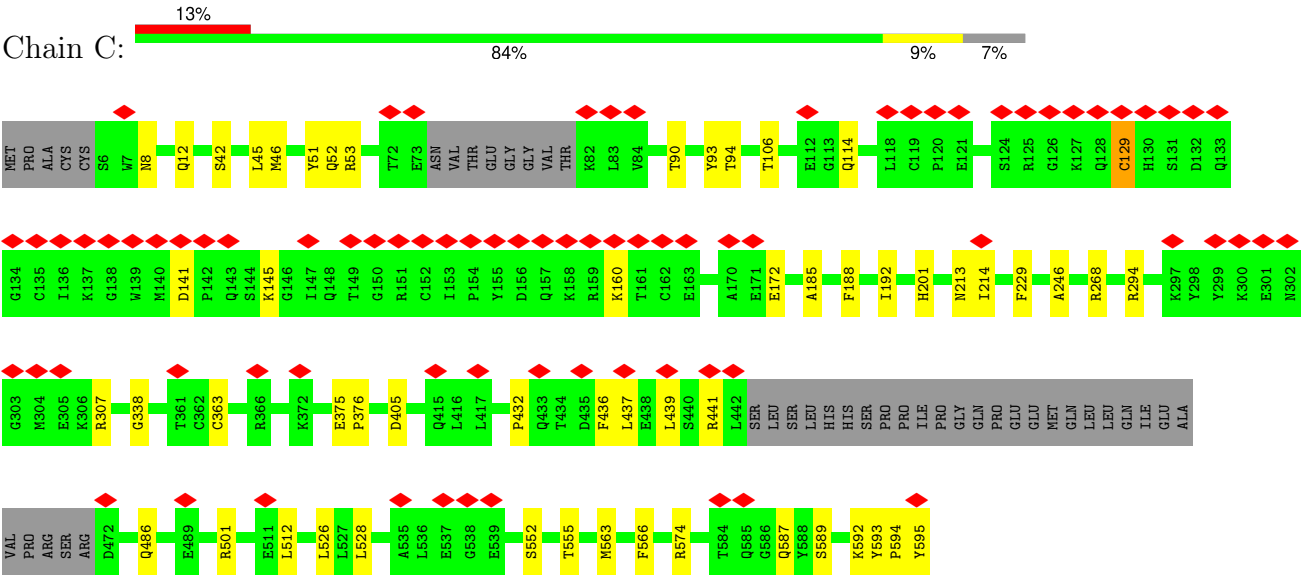 13%
Chain C:
84% 9% 7%
MET PRO ALA CYS CYS S6 W7 N8 Q12 S42 L45 M46 Y51 Q52 R53 T72 E73 ASN VAL THR GLU GLY GLY VAL THR K82 L83 V84 T90 Y93 T94 T106 E112 G113 Q114 L118 C119 P120 E121 S124 R125 G126 K127 Q128 C129 H130 S131 D132 Q133
G134 C135 I136 K137 G138 W139 M140 D141 P142 Q143 S144 K145 G146 I147 Q148 T149 G150 R151 C152 I153 P154 Y155 D156 Q157 K158 R159 K160 T161 C162 E163 A170 E171 E172 A185 F188 I192 H201 N213 I214 F229 A246 R268 R294 K297 Y298 Y299 K300 E301 N302
G303 M304 E305 K306 R307 G338 T361 C362 C363 R366 K372 E375 P376 D405 Q415 L416 L417 P432 Q433 T434 D435 F436 L437 E438 L439 S440 R441 L442 SER LEU SER LEU HIS HIS SER PRO PRO ILE PRO GLY GLN PRO GLU GLU MET GLN LEU LEU GLN ILE GLU ALA
VAL PRO ARG SER ARG D472 Q486 E489 R501 E511 L512 L526 L527 L528 A535 L536 E537 G538 E539 S552 T555 M563 F566 R574 T584 Q585 G586 Q587 Y588 S589 K592 Y593 P594 Y595